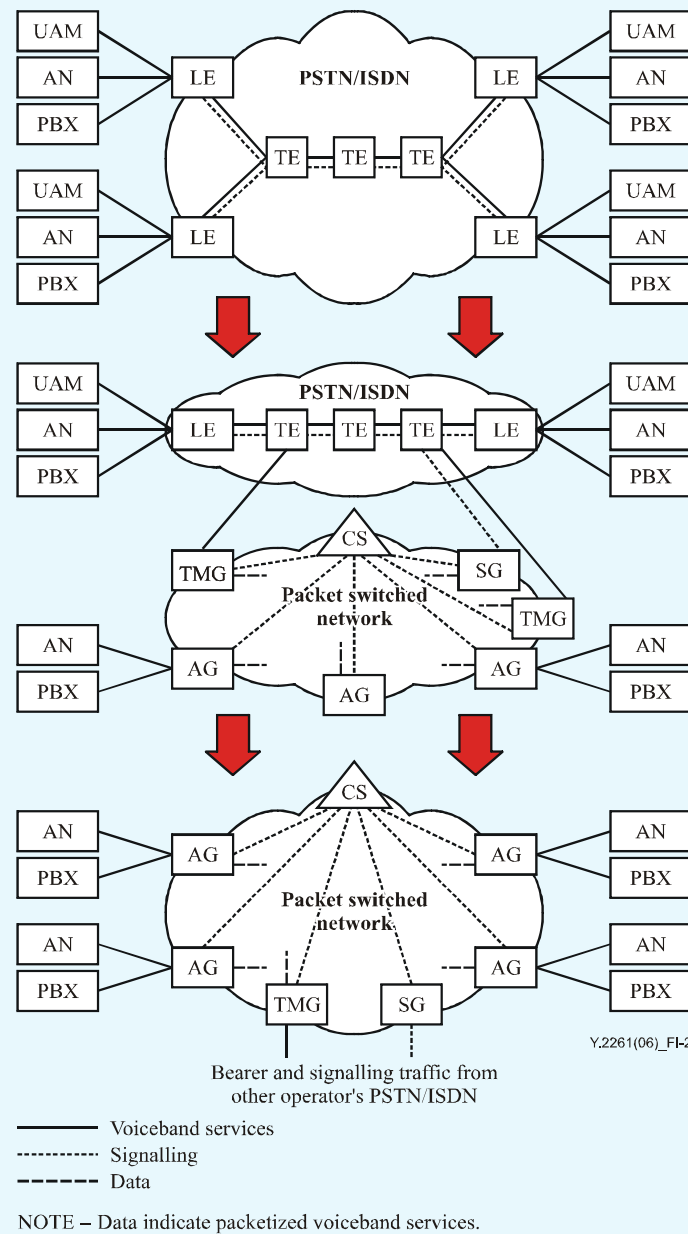 UAM
UAM
LE
PSTN/ISDN
LE
AN
AN
PBX
PBX
TE
TE
TE
UAM
UAM
AN
LE
LE
AN
PBX
PBX
UAM
PSTN/ISDN
UAM
AN
LE
TE
TE
TE
LE
AN
PBX
PBX
CS
TMG
SG
Packet switched
network
TMG
AN
AN
AG
AG
AG
PBX
PBX
CS
AN
AN
AG
AG
PBX
PBX
Packet switched
network
AN
AN
AG
AG
PBX
TMG
SG
PBX
Y.2261(06)_FI-2
Bearer and signalling traffic from
other operator's PSTN/ISDN
Voiceband services
Signalling
Data
NOTE – Data indicate packetized voiceband services.